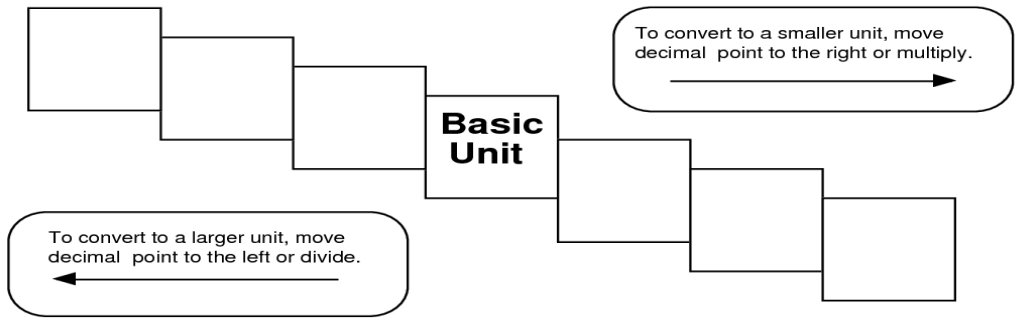 To convert to a smaller unit, move
decimal point to the right or multiply.
Basic
Unit
To convert to a larger unit, move
decimal point to the left or divide.